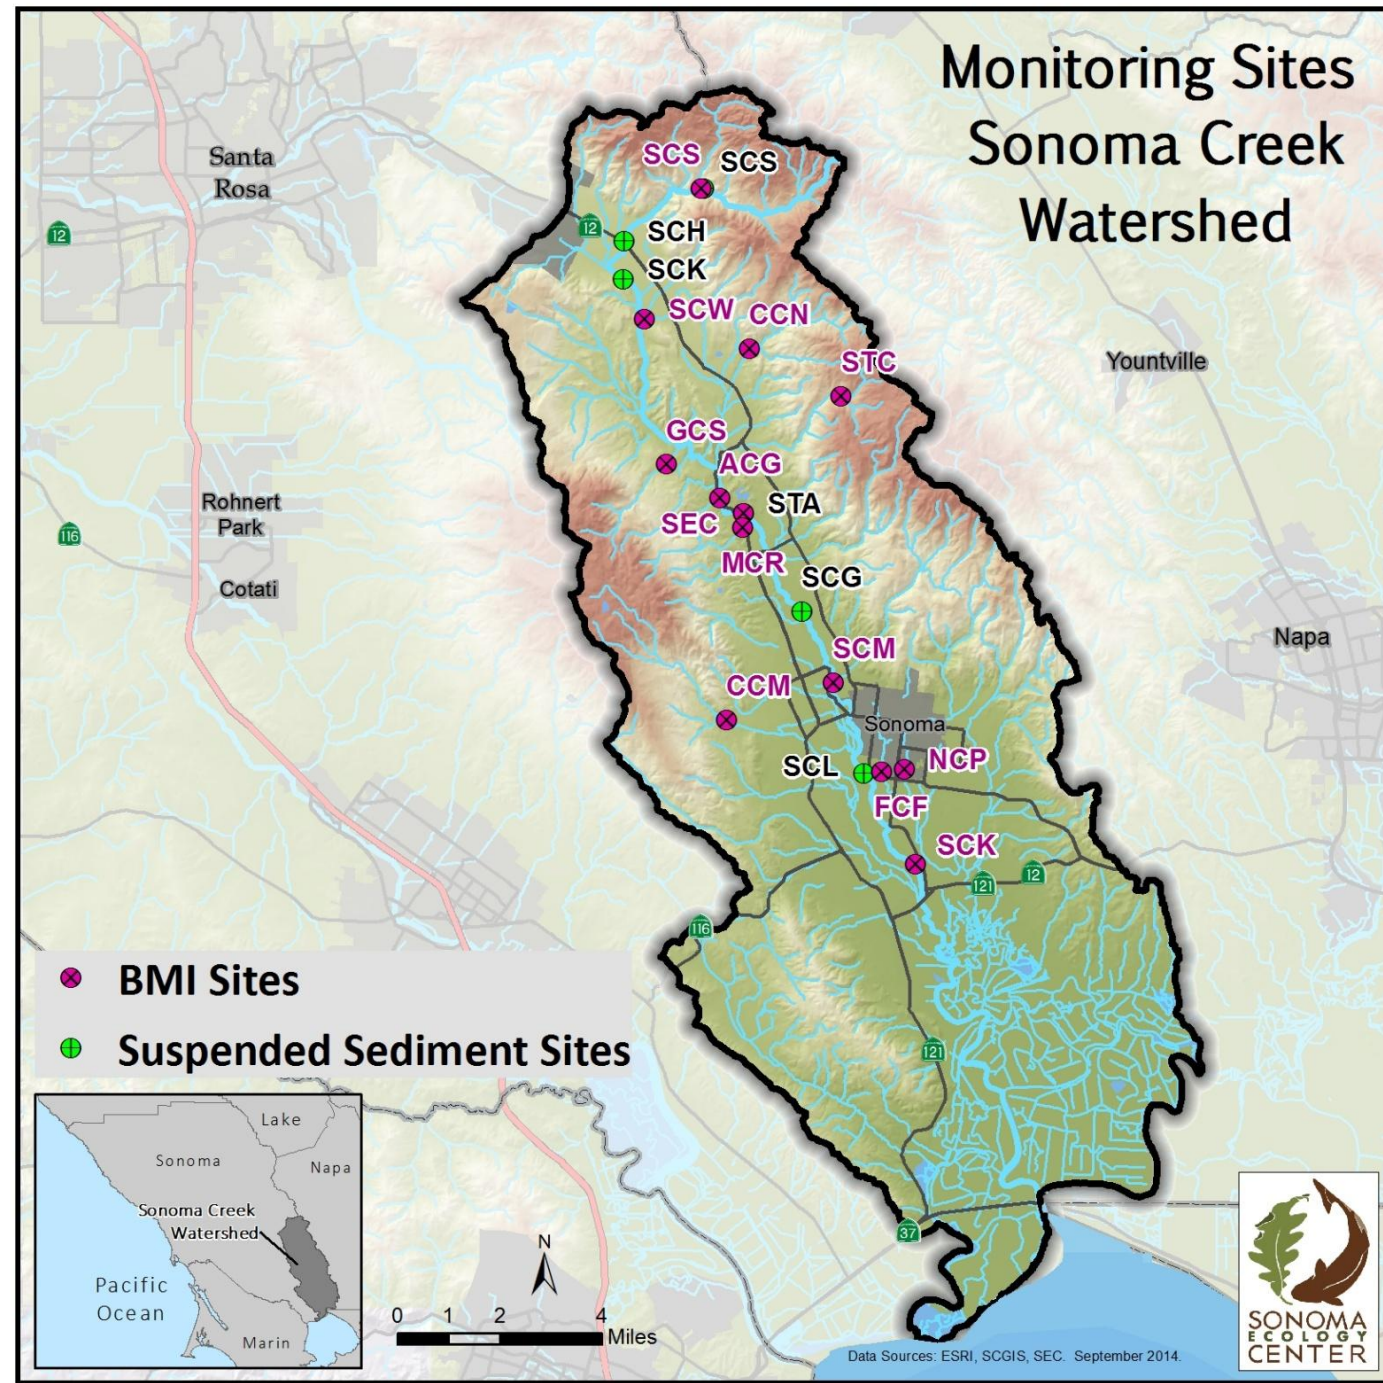 Monitoring Sites
Sonoma Creek
Watershed
Santa
Rosa
12
12
SCS
SCS
SCH
SCK
SCW
CCN
STC
Yountville
GCS
ACG
STA
SEC
MCR
SCG
Rohnert
Park
116
Cotati
Napa
SCM
CCM
Sonoma
SCL
NCP
FCF
SCK
121
12
116
121
37
BMI Sites
Suspended Sediment Sites
Lake
Sonoma
Napa
Sonoma Creek
Watershed
Pacific
Ocean
Marin
N
0 1 2 4
Miles
Data Sources: ESRI, SCGIS, SEC. September 2014.
SONOMA
ECOLOGY
CENTER